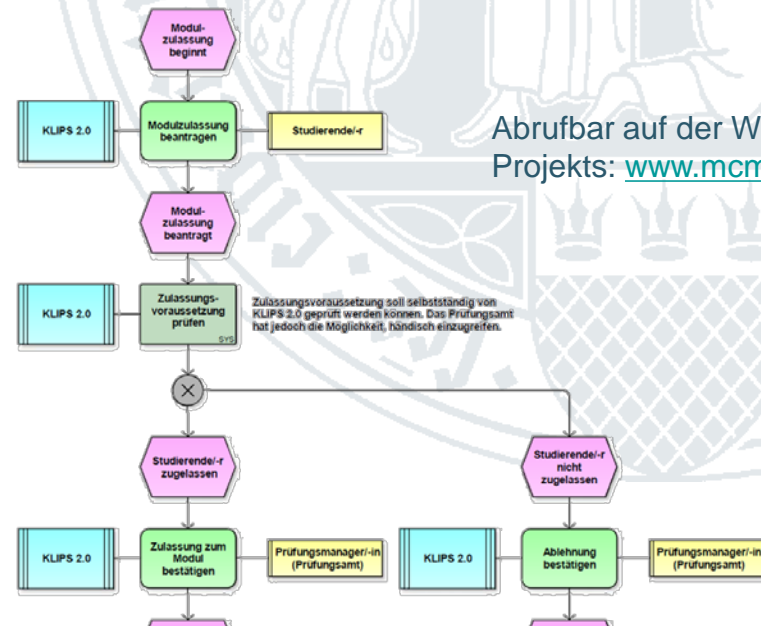 Modul-
zulassung
beginnt
KLIPS 2.0
Modulzulassung
beantragen
Studierende/-r
Abrufbar auf der W
Projekts: www.mcm
Modul-
zulassung
beantragt
KLIPS 2.0
Zulassungs-
voraussetzung
prüfen
SYS
Zulassungsvoraussetzung soll selbstständig von
KLIPS 2.0 geprüft werden können. Das Prüfungsamt
hat jedoch die Möglichkeit, händisch einzugreifen.
Studierende/-r
zugelassen
Studierende/-r
nicht
zugelassen
KLIPS 2.0
Zulassung zum
Modul
bestätigen
Prüfungsmanager/-in
(Prüfungsamt)
KLIPS 2.0
Ablehnung
bestätigen
Prüfungsmanager/-in
(Prüfungsamt)